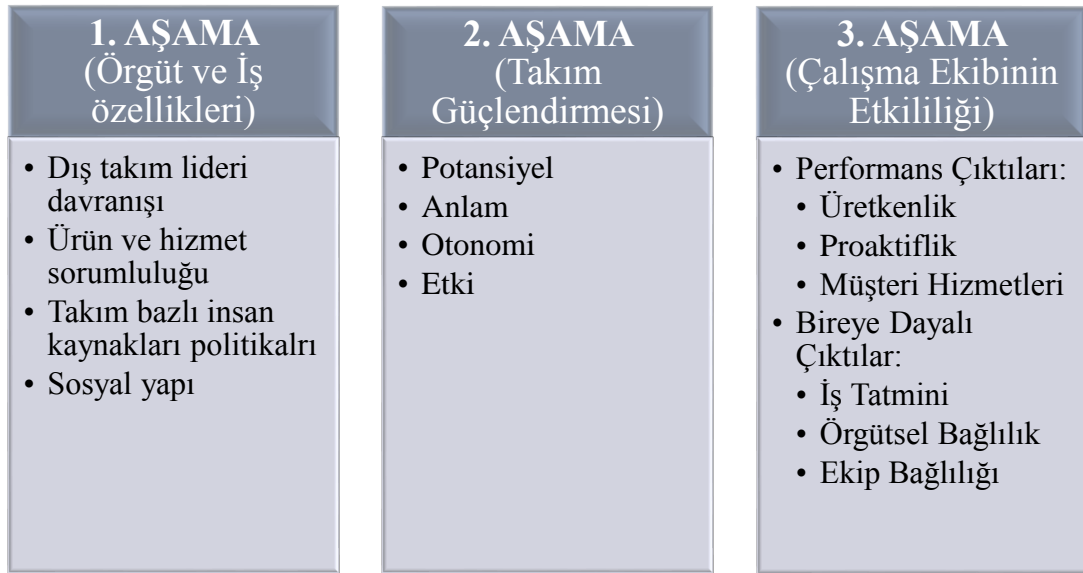 1. AŞAMA
(Örgüt ve İş
özellikleri)
• Dış takım lideri
davranışı
• Ürün ve hizmet
sorumluluğu
• Takım bazlı insan
kaynakları politikalrı
• Sosyal yapı
2. AŞAMA
(Takım
Güçlendirmesi)
• Potansiyel
• Anlam
• Otonomi
• Etki
3. AŞAMA
(Çalışma Ekibinin
Etkililiği)
• Performans Çıktıları:
• Üretkenlik
• Proaktiflik
• Müşteri Hizmetleri
• Bireye Dayalı
Çıktılar:
• İş Tatmini
• Örgütsel Bağlılık
• Ekip Bağlılığı